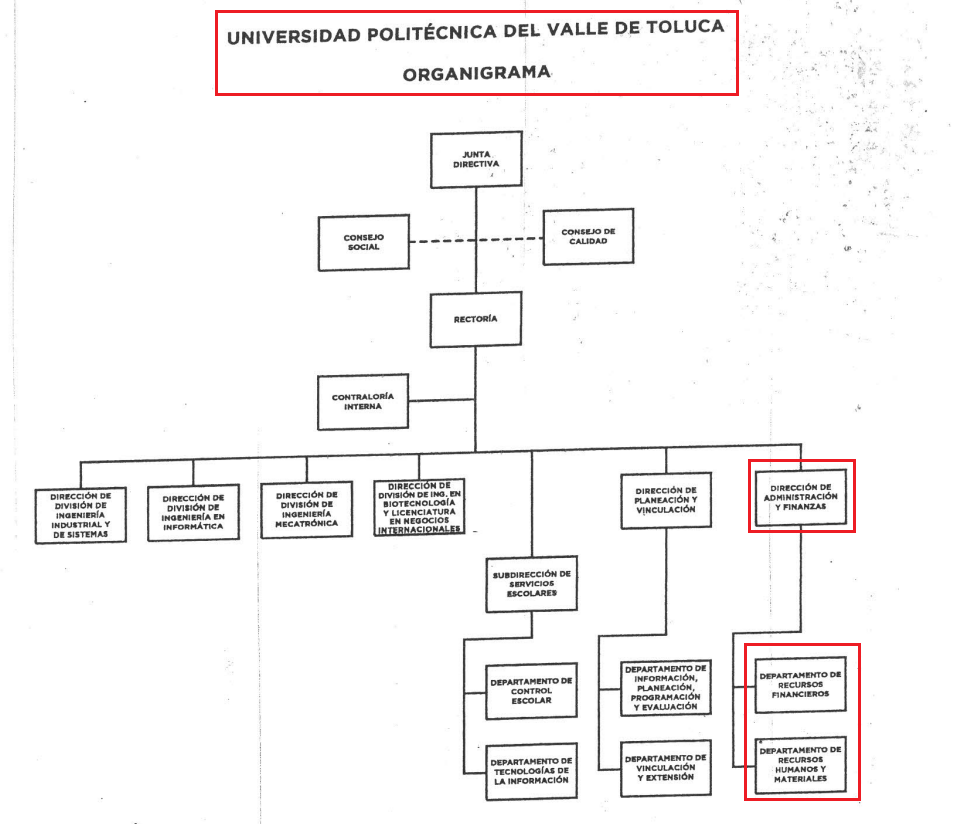 UNIVERSIDAD POLITÉCNICA DEL VALLE DE TOLUCA
ORGANIGRAMA
JUNTA
DIRECTIVA
CONSEJO
SOCIAL
CONSEJO DE
CALIDAD
RECTORÍA
CONTRALORÍA
INTERNA
DIRECCIÓN DE
DIVISIÓN DE
INGENIERÍA
INDUSTRIAL Y
DE SISTEMAS
DIRECCIÓN DE
DIVISIÓN DE
INGENIERÍA EN
INFORMÁTICA
DIRECCIÓN DE
DIVISIÓN DE
INGENIERÍA
MECATRÓNICA
DIRECCIÓN DE
DIVISIÓN DE ING. EN
BIOTECNOLOGÍA
Y LICENCIATURA
EN NEGOCIOS
INTERNACIONALES
DIRECCIÓN DE
PLANEACIÓN Y
VINCULACIÓN
DIRECCIÓN DE
ADMINISTRACIÓN
Y FINANZAS
SUBDIRECCIÓN DE
SERVICIOS
ESCOLARES
DEPARTAMENTO DE
CONTROL
ESCOLAR
DEPARTAMENTO DE
INFORMACIÓN,
PLANEACIÓN,
PROGRAMACIÓN
Y EVALUACIÓN
DEPARTAMENTO DE
RECURSOS
FINANCIEROS
DEPARTAMENTO DE
TECNOLOGÍAS DE
LA INFORMACIÓN
DEPARTAMENTO DE
VINCULACIÓN
Y EXTENSIÓN
DEPARTAMENTO DE
RECURSOS
HUMANOS Y
MATERIALES